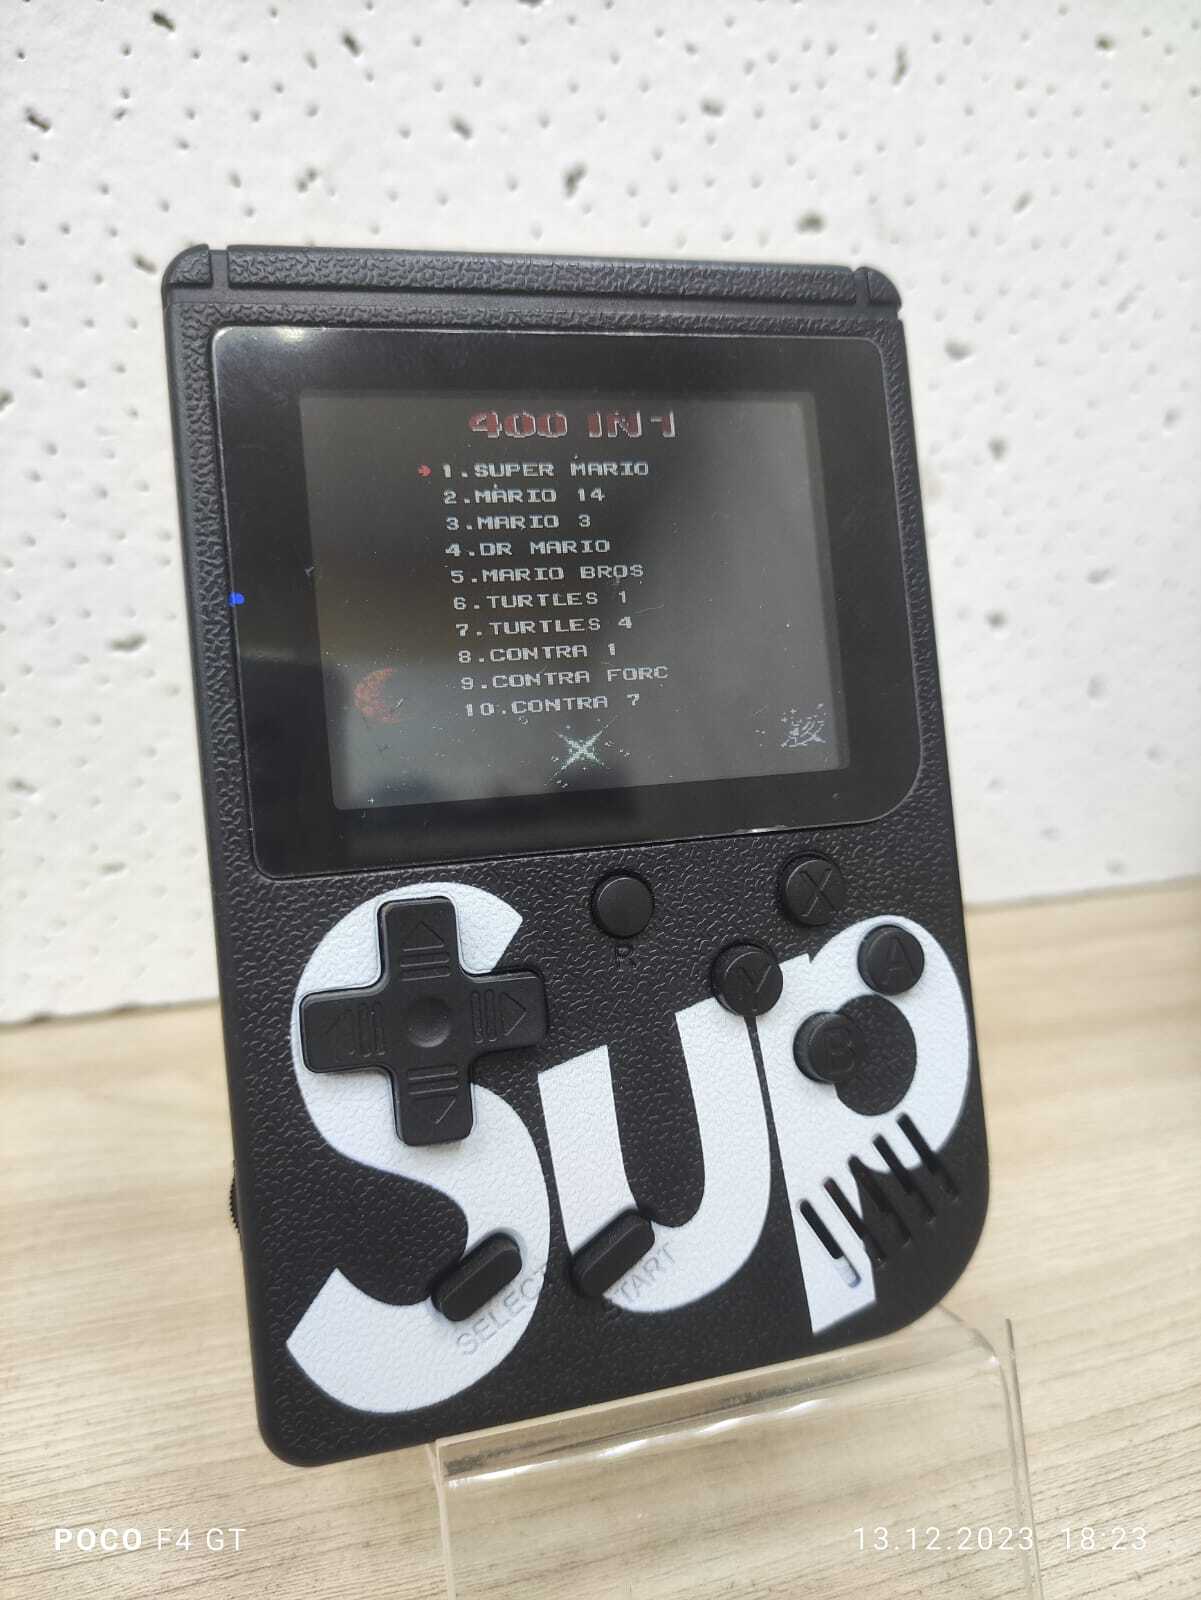 400 IN 1
1.SUPER MARIO
2.MARIO 14
3.MARIO 3
4.DR MARIO
5.MARIO BROS
6.TURTLES 1
7.TURTLES 4
8.CONTRA 1
9.CONTRA FORC
10.CONTRA 7
R
X
Y
A
B
Sup
SELECT
START
POCO F4 GT
13.12.2023 18:23